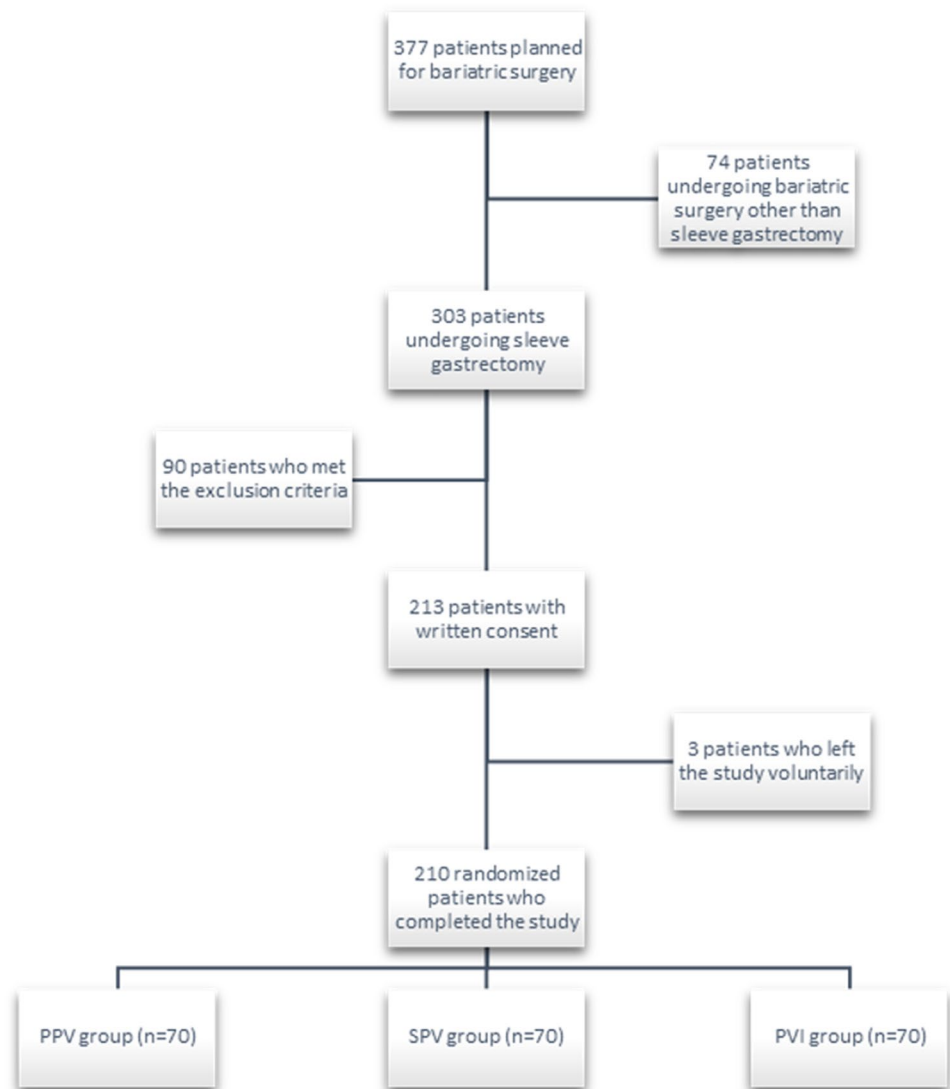 377 patients planned
for bariatric surgery
74 patients
undergoing bariatric
surgery other than
sleeve gastrectomy
303 patients
undergoing sleeve
gastrectomy
90 patients who met
the exclusion criteria
213 patients with
written consent
3 patients who left
the study voluntarily
210 randomized
patients who
completed the study
PPV group (n=70)
SPV group (n=70)
PVI group (n=70)